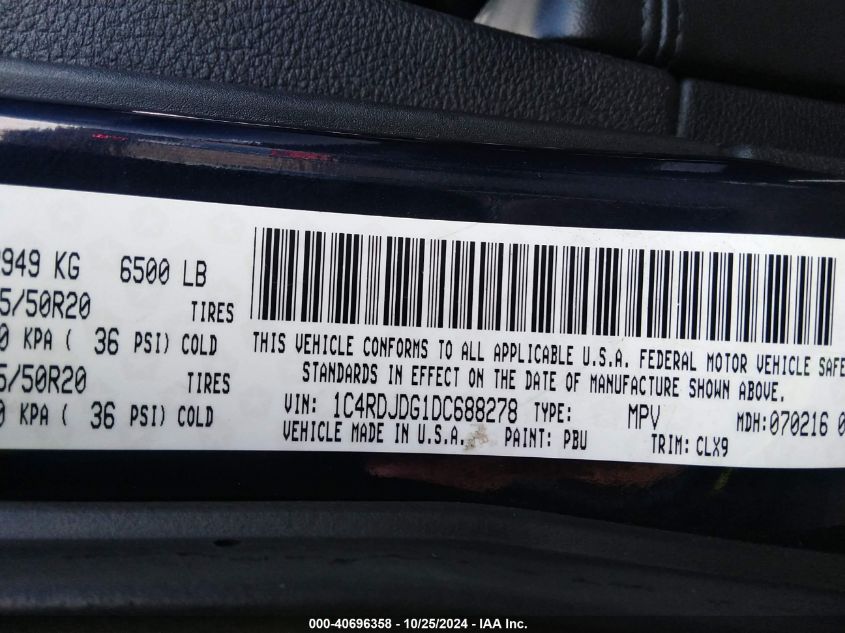 949 KG 6500 LB
5/50R20 TIRES
0 KPA ( 36 PSI) COLD
5/50R20 TIRES
0 KPA ( 36 PSI) COLD
THIS VEHICLE CONFORMS TO ALL APPLICABLE U.S.A. FEDERAL MOTOR VEHICLE SAFE
STANDARDS IN EFFECT ON THE DATE OF MANUFACTURE SHOWN ABOVE.
VIN: 1C4RDJDG1DC688278 TYPE: MPV MDH:070216 0
VEHICLE MADE IN U.S.A. PAINT: PBU TRIM: CLX9
000-40696358 - 10/25/2024 - IAA Inc.